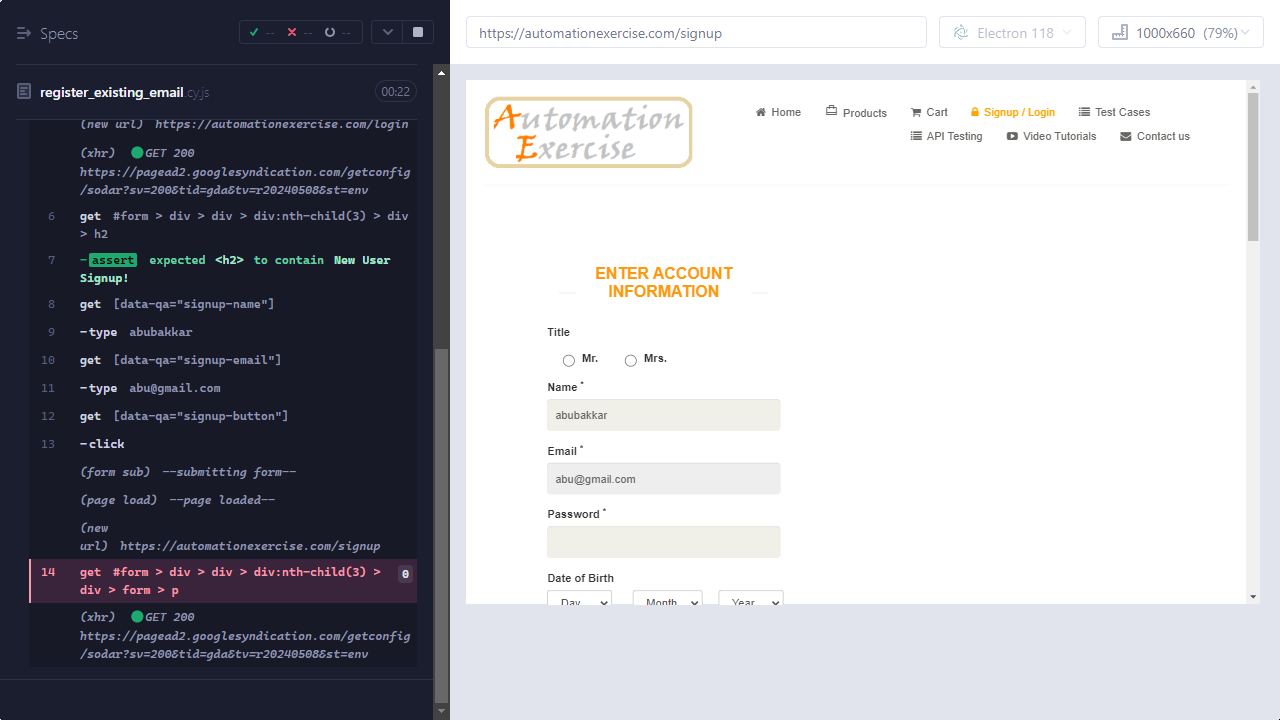 Specs
-- -- --
register_existing_email.cy.js 00:22
(new url) https://automationexercise.com/login
(xhr) GET 200
https://pagead2.googlesyndication.com/getconfig
/sodar?sv=200&tid=gda&tv=r20240508&st=env
6 get #form > div > div > div:nth-child(3) > div
> h2
7 -assert expected <h2> to contain New User
Signup!
8 get [data-qa="signup-name"]
9 -type abubakkar
10 get [data-qa="signup-email"]
11 -type abu@gmail.com
12 get [data-qa="signup-button"]
13 -click
(form sub) --submitting form--
(page load) --page loaded--
(new
url) https://automationexercise.com/signup
14 get #form > div > div > div:nth-child(3) > 0
div > form > p
(xhr) GET 200
https://pagead2.googlesyndication.com/getconfig
/sodar?sv=200&tid=gda&tv=r20240508&st=env
https://automationexercise.com/signup
Electron 118
1000x660 (79%)
Automation
Exercise
Home Products Cart Signup / Login Test Cases
API Testing Video Tutorials Contact us
ENTER ACCOUNT
INFORMATION
Title
Mr. Mrs.
Name *
abubakkar
Email *
abu@gmail.com
Password *
Date of Birth
Day Month Year